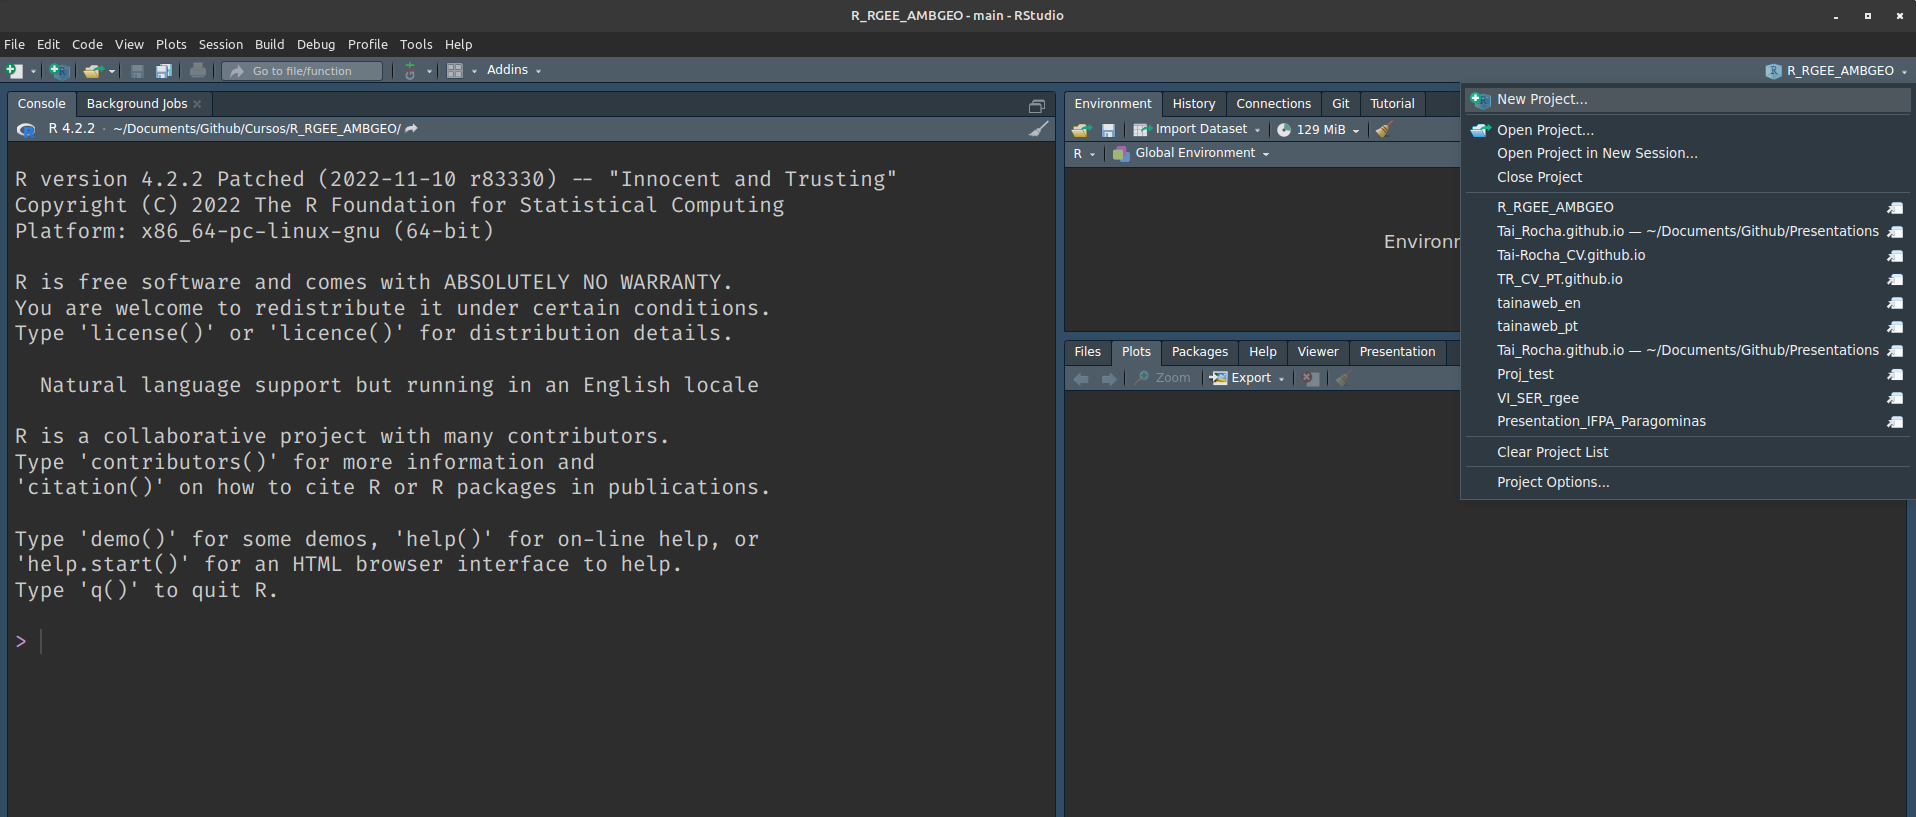 R_RGEE_AMBGEO - main - RStudio
File Edit Code View Plots Session Build Debug Profile Tools Help
Go to file/function Addins R_RGEE_AMBGEO
Console Background Jobs
R 4.2.2 · ~/Documents/Github/Cursos/R_RGEE_AMBGEO/
R version 4.2.2 Patched (2022-11-10 r83330) -- "Innocent and Trusting"
Copyright (C) 2022 The R Foundation for Statistical Computing
Platform: x86_64-pc-linux-gnu (64-bit)
R is free software and comes with ABSOLUTELY NO WARRANTY.
You are welcome to redistribute it under certain conditions.
Type 'license()' or 'licence()' for distribution details.
Natural language support but running in an English locale
R is a collaborative project with many contributors.
Type 'contributors()' for more information and
'citation()' on how to cite R or R packages in publications.
Type 'demo()' for some demos, 'help()' for on-line help, or
'help.start()' for an HTML browser interface to help.
Type 'q()' to quit R.
>
Environment History Connections Git Tutorial
Import Dataset 129 MiB
R Global Environment
Environ
Files Plots Packages Help Viewer Presentation
Zoom Export
New Project...
Open Project...
Open Project in New Session...
Close Project
R_RGEE_AMBGEO
Tai_Rocha.github.io — ~/Documents/Github/Presentations
Tai-Rocha_CV.github.io
TR_CV_PT.github.io
tainaweb_en
tainaweb_pt
Tai_Rocha.github.io — ~/Documents/Github/Presentations
Proj_test
VI_SER_rgee
Presentation_IFPA_Paragominas
Clear Project List
Project Options...